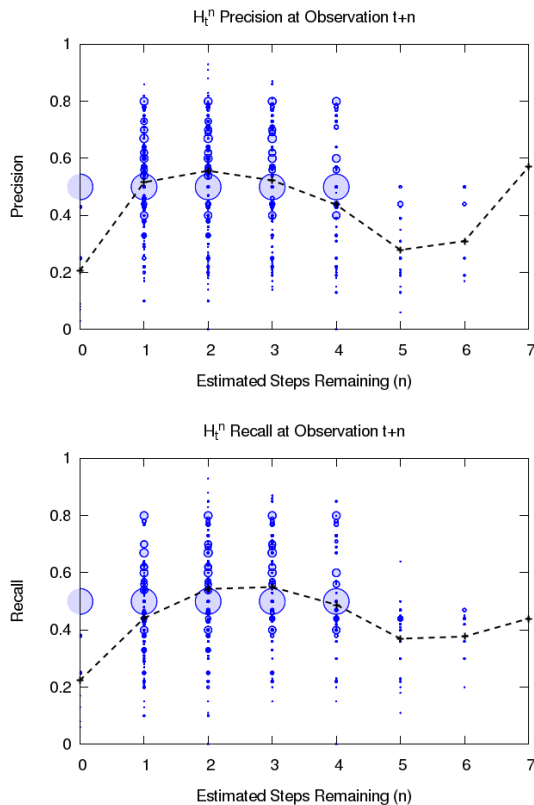 H_t^n Precision at Observation t+n
1
0.8
0.6
0.4
0.2
0
Precision
0 1 2 3 4 5 6 7
Estimated Steps Remaining (n)
H_t^n Recall at Observation t+n
1
0.8
0.6
0.4
0.2
0
Recall
0 1 2 3 4 5 6 7
Estimated Steps Remaining (n)